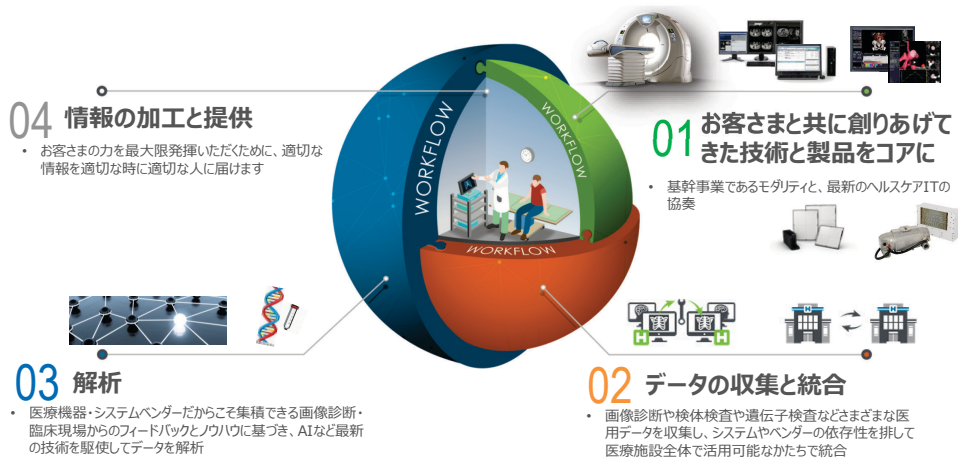 01 お客さまと共に創りあげて
きた技術と製品をコアに
• 基幹事業であるモダリティと、最新のヘルスケアITの
協奏
02 データの収集と統合
• 画像診断や検体検査や遺伝子検査などさまざまな医
用データを収集し、システムやベンダーの依存性を排して
医療施設全体で活用可能なかたちで統合
03 解析
• 医療機器・システムベンダーだからこそ集積できる画像診断・
臨床現場からのフィードバックとノウハウに基づき、AIなど最新
の技術を駆使してデータを解析
04 情報の加工と提供
• お客さまの力を最大限発揮いただくために、適切な
情報を適切な時に適切な人に届けます
WORKFLOW
WORKFLOW
WORKFLOW
H
H
H
H